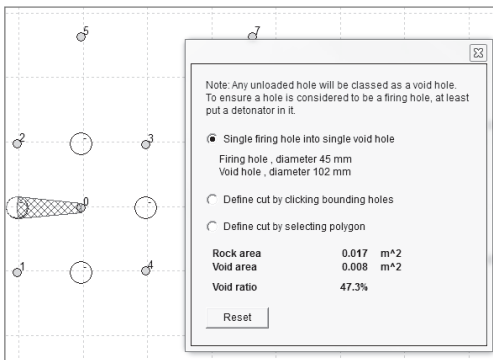 5
7
2
3
0
1
4
Note: Any unloaded hole will be classed as a void hole.
To ensure a hole is considered to be a firing hole, at least
put a detonator in it.
Single firing hole into single void hole
Firing hole , diameter 45 mm
Void hole , diameter 102 mm
Define cut by clicking bounding holes
Define cut by selecting polygon
Rock area 0.017 m^2
Void area 0.008 m^2
Void ratio 47.3%
Reset